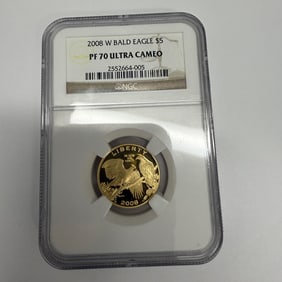 2008 W BALD EAGLE $5
PF 70 ULTRA CAMEO
2552664-005
NGC
LIBERTY
2008